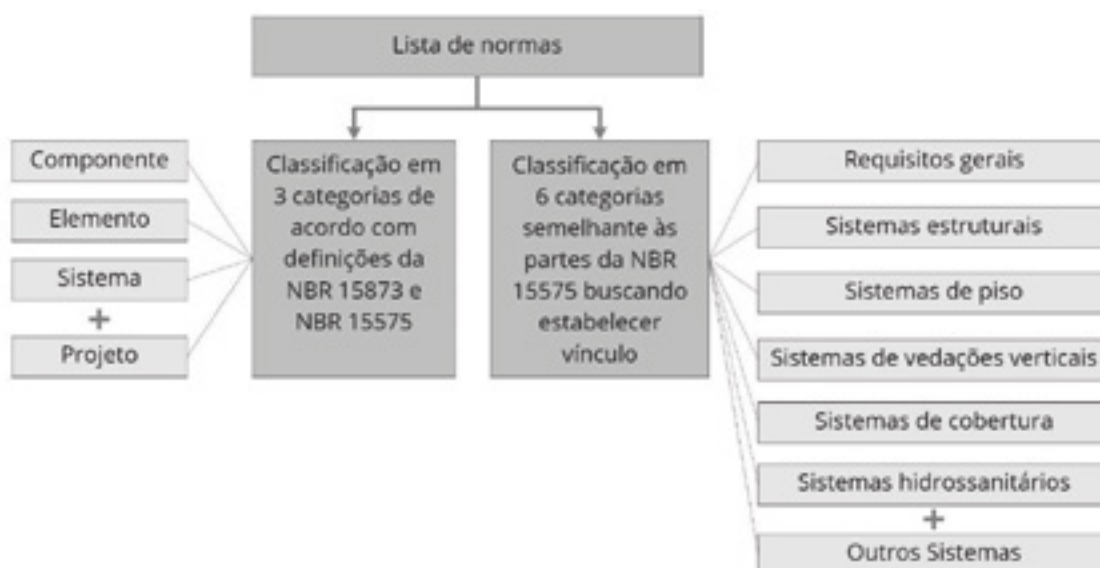 Lista de normas
Componente
Elemento
Sistema
+
Projeto
Classificação em
3 categorias de
acordo com
definições da
NBR 15873 e
NBR 15575
Classificação em
6 categorias
semelhante às
partes da NBR
15575 buscando
estabelecer
vínculo
Requisitos gerais
Sistemas estruturais
Sistemas de piso
Sistemas de vedações verticais
Sistemas de cobertura
Sistemas hidrossanitários
+
Outros Sistemas